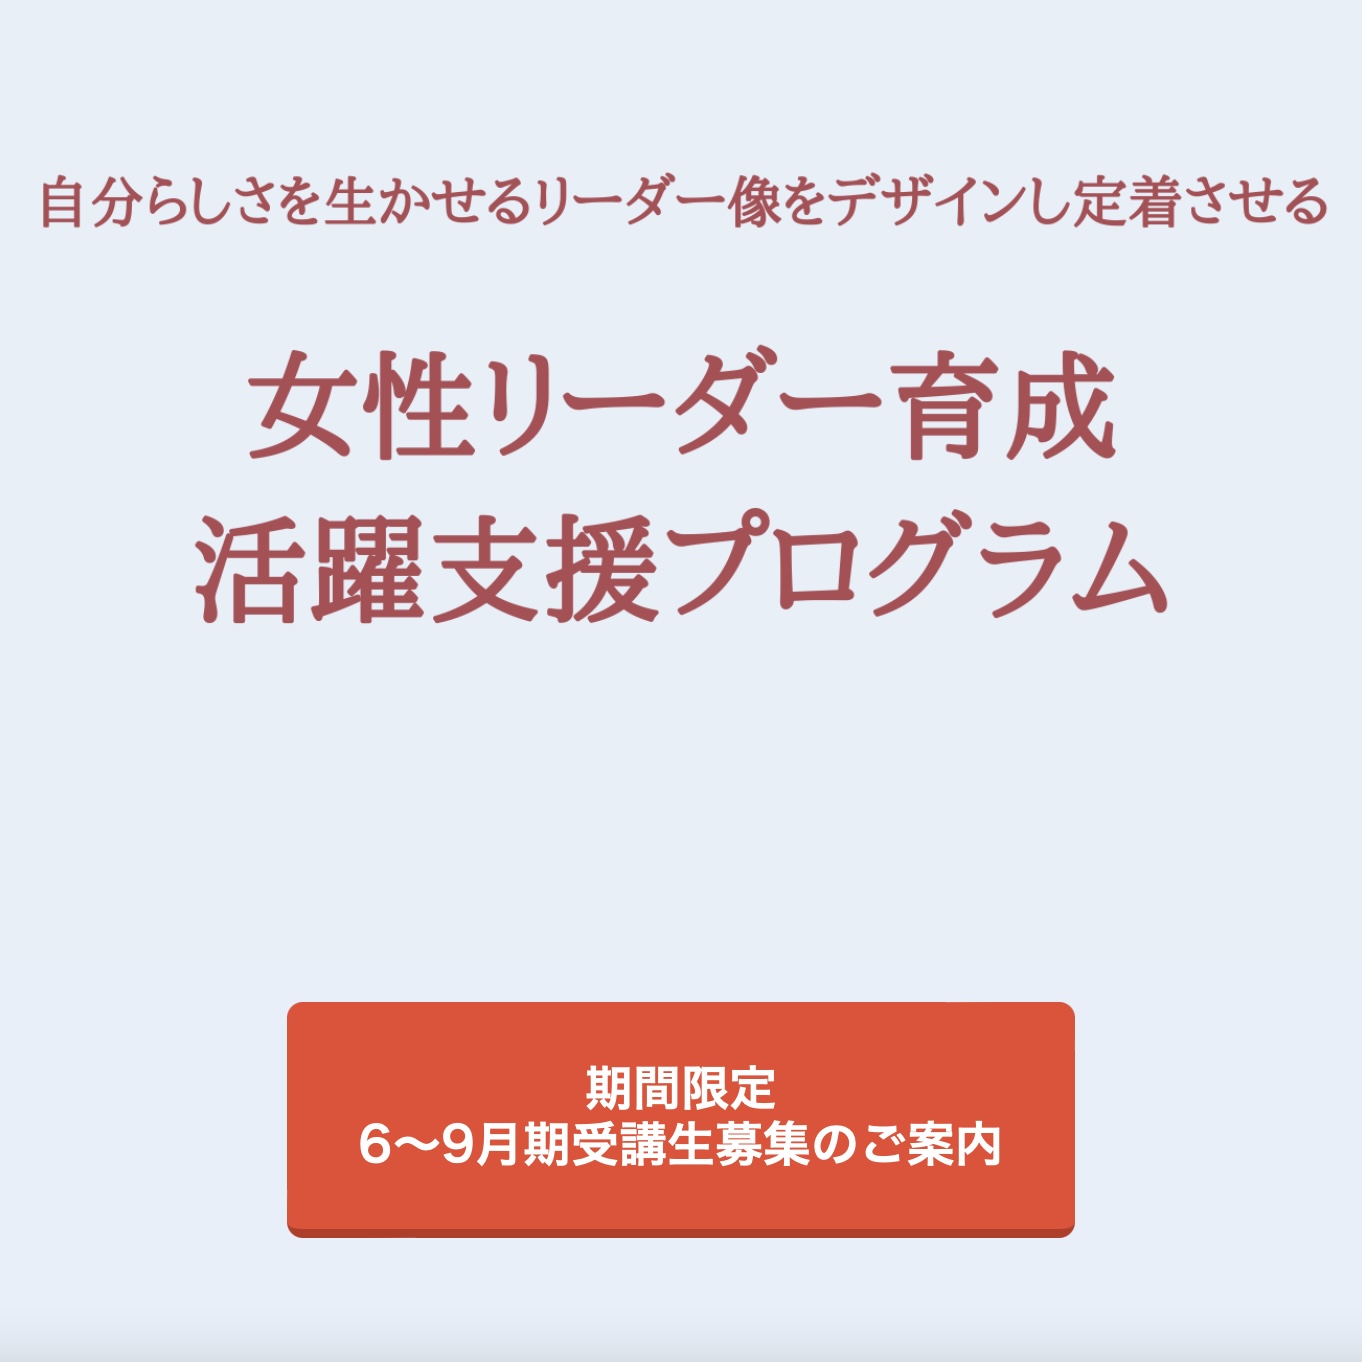 自分らしさを生かせるリーダー像をデザインし定着させる
女性リーダー育成
活躍支援プログラム
期間限定
6〜9月期受講生募集のご案内